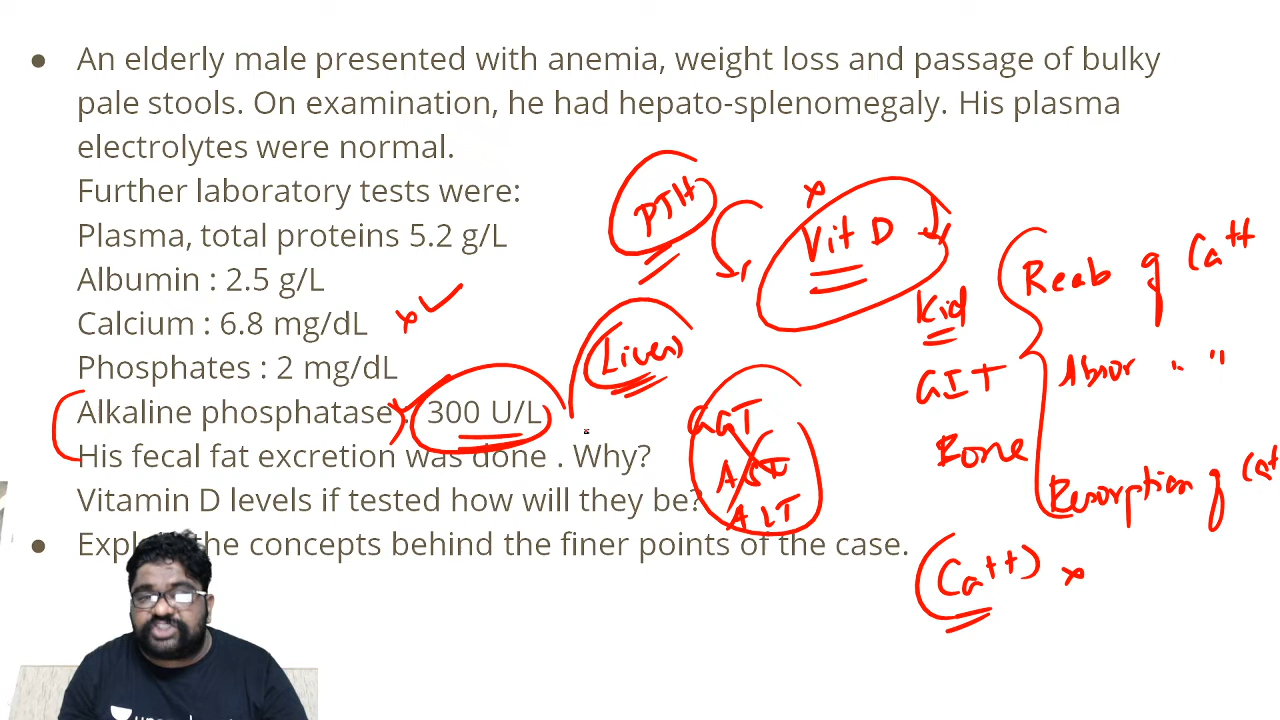 ● An elderly male presented with anemia, weight loss and passage of bulky
pale stools. On examination, he had hepato-splenomegaly. His plasma
electrolytes were normal.
Further laboratory tests were:
Plasma, total proteins 5.2 g/L
Albumin : 2.5 g/L
Calcium : 6.8 mg/dL
Phosphates : 2 mg/dL
Alkaline phosphatase : 300 U/L
His fecal fat excretion was done . Why?
Vitamin D levels if tested how will they be?
● the concepts behind the finer points of the case.
PTH
Vit D
Liver
GGT
AST
ALT
Kid
GIT
Bone
Reab of Ca++
Absor " "
Resorption of
(Ca++)